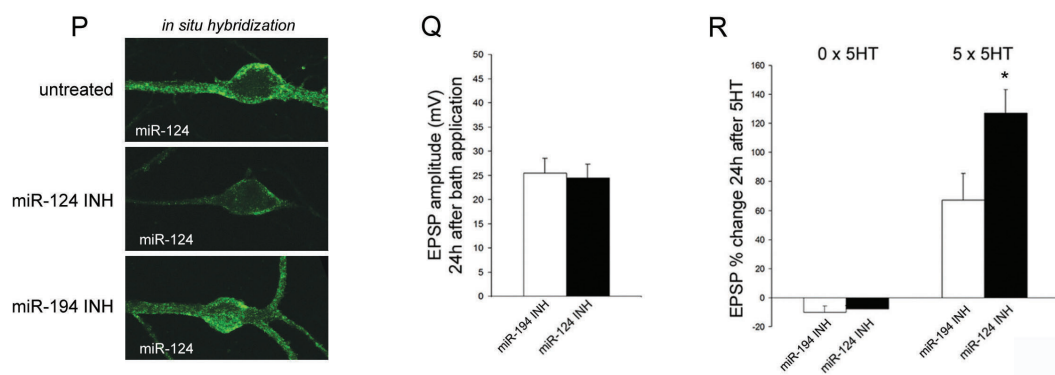 P
in situ hybridization
untreated
miR-124
miR-124 INH
miR-124
miR-194 INH
miR-124
Q
EPSP amplitude (mV)
24h after bath application
50
45
40
35
30
25
20
15
10
5
0
miR-194 INH
miR-124 INH
R
0 x 5HT
5 x 5HT
*
EPSP % change 24h after 5HT
160
140
120
100
80
60
40
20
0
-20
miR-194 INH
miR-124 INH
miR-194 INH
miR-124 INH